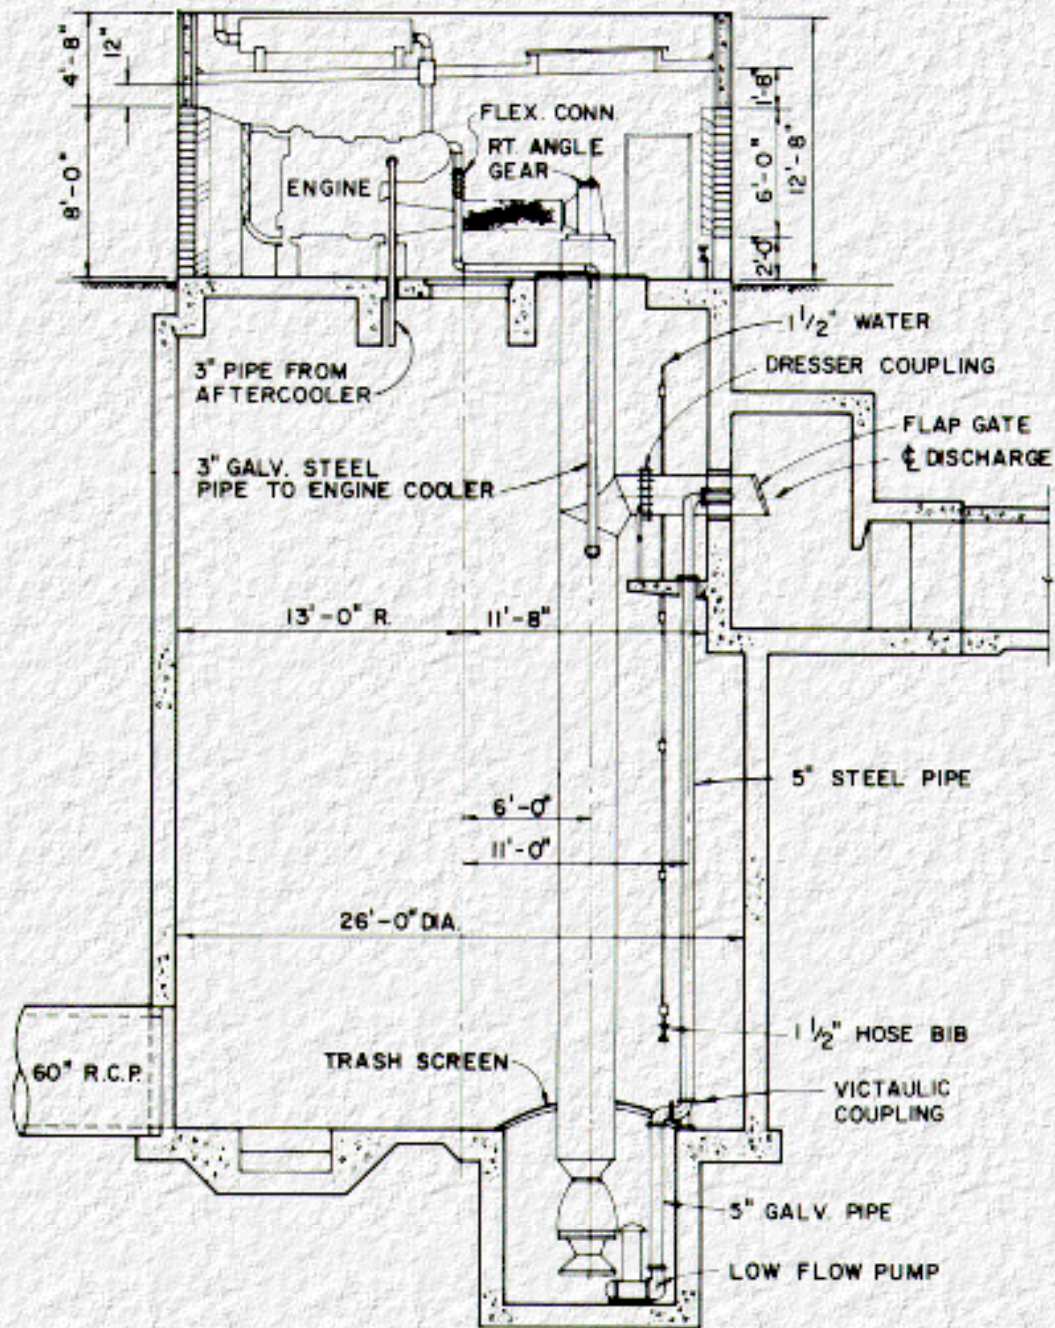 4'-8"
12"
8'-0"
FLEX. CONN.
RT. ANGLE
GEAR
ENGINE
1'-8"
6'-0"
12'-8"
2'-0"
1 1/2" WATER
DRESSER COUPLING
3" PIPE FROM
AFTERCOOLER
FLAP GATE
℄ DISCHARGE
3" GALV. STEEL
PIPE TO ENGINE COOLER
13'-0" R.
11'-8"
5" STEEL PIPE
6'-0"
11'-0"
26'-0" DIA.
1 1/2" HOSE BIB
TRASH SCREEN
60" R.C.P.
VICTAULIC
COUPLING
5" GALV. PIPE
LOW FLOW PUMP